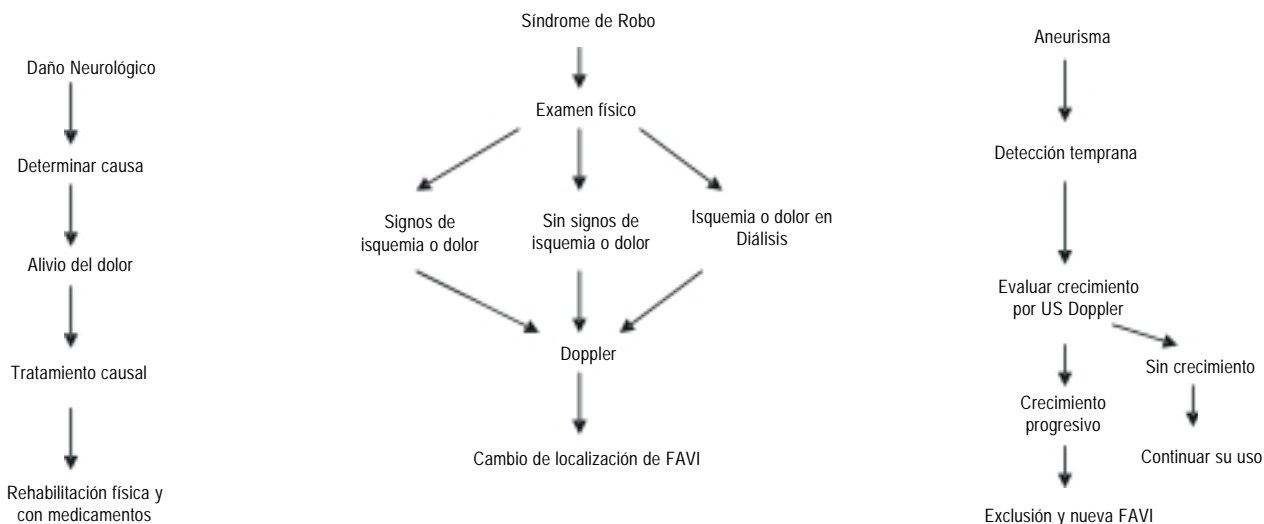 Daño Neurológico
Determinar causa
Alivio del dolor
Tratamiento causal
Rehabilitación física y
con medicamentos
Síndrome de Robo
Examen físico
Signos de
isquemia o dolor
Sin signos de
isquemia o dolor
Isquemia o dolor en
Diálisis
Doppler
Cambio de localización de FAVI
Aneurisma
Detección temprana
Evaluar crecimiento
por US Doppler
Sin crecimiento
Crecimiento
progresivo
Continuar su uso
Exclusión y nueva FAVI